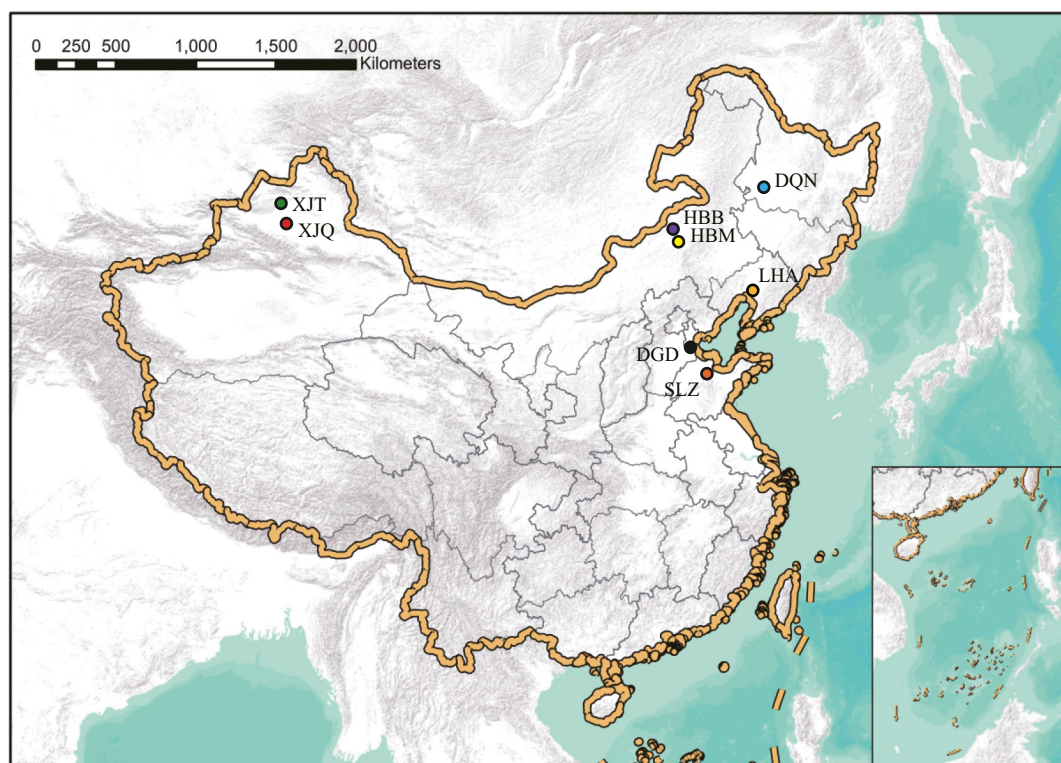 0 250 500 1,000 1,500 2,000
Kilometers
DQN
XJT
XJQ
HBB
HBM
LHA
DGD
SLZ